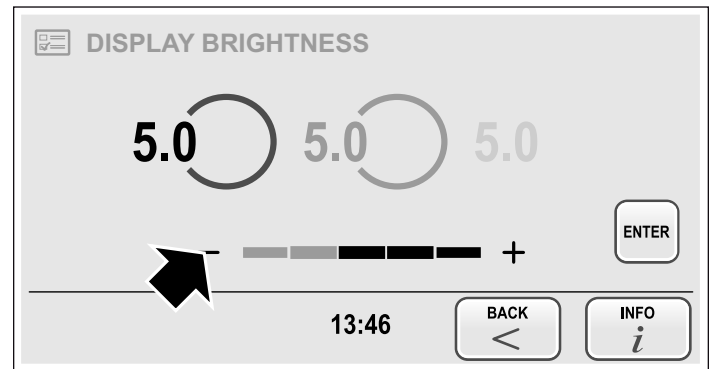 DISPLAY BRIGHTNESS
5.0 5.0 5.0
- +
ENTER
13:46
BACK
<
INFO
i